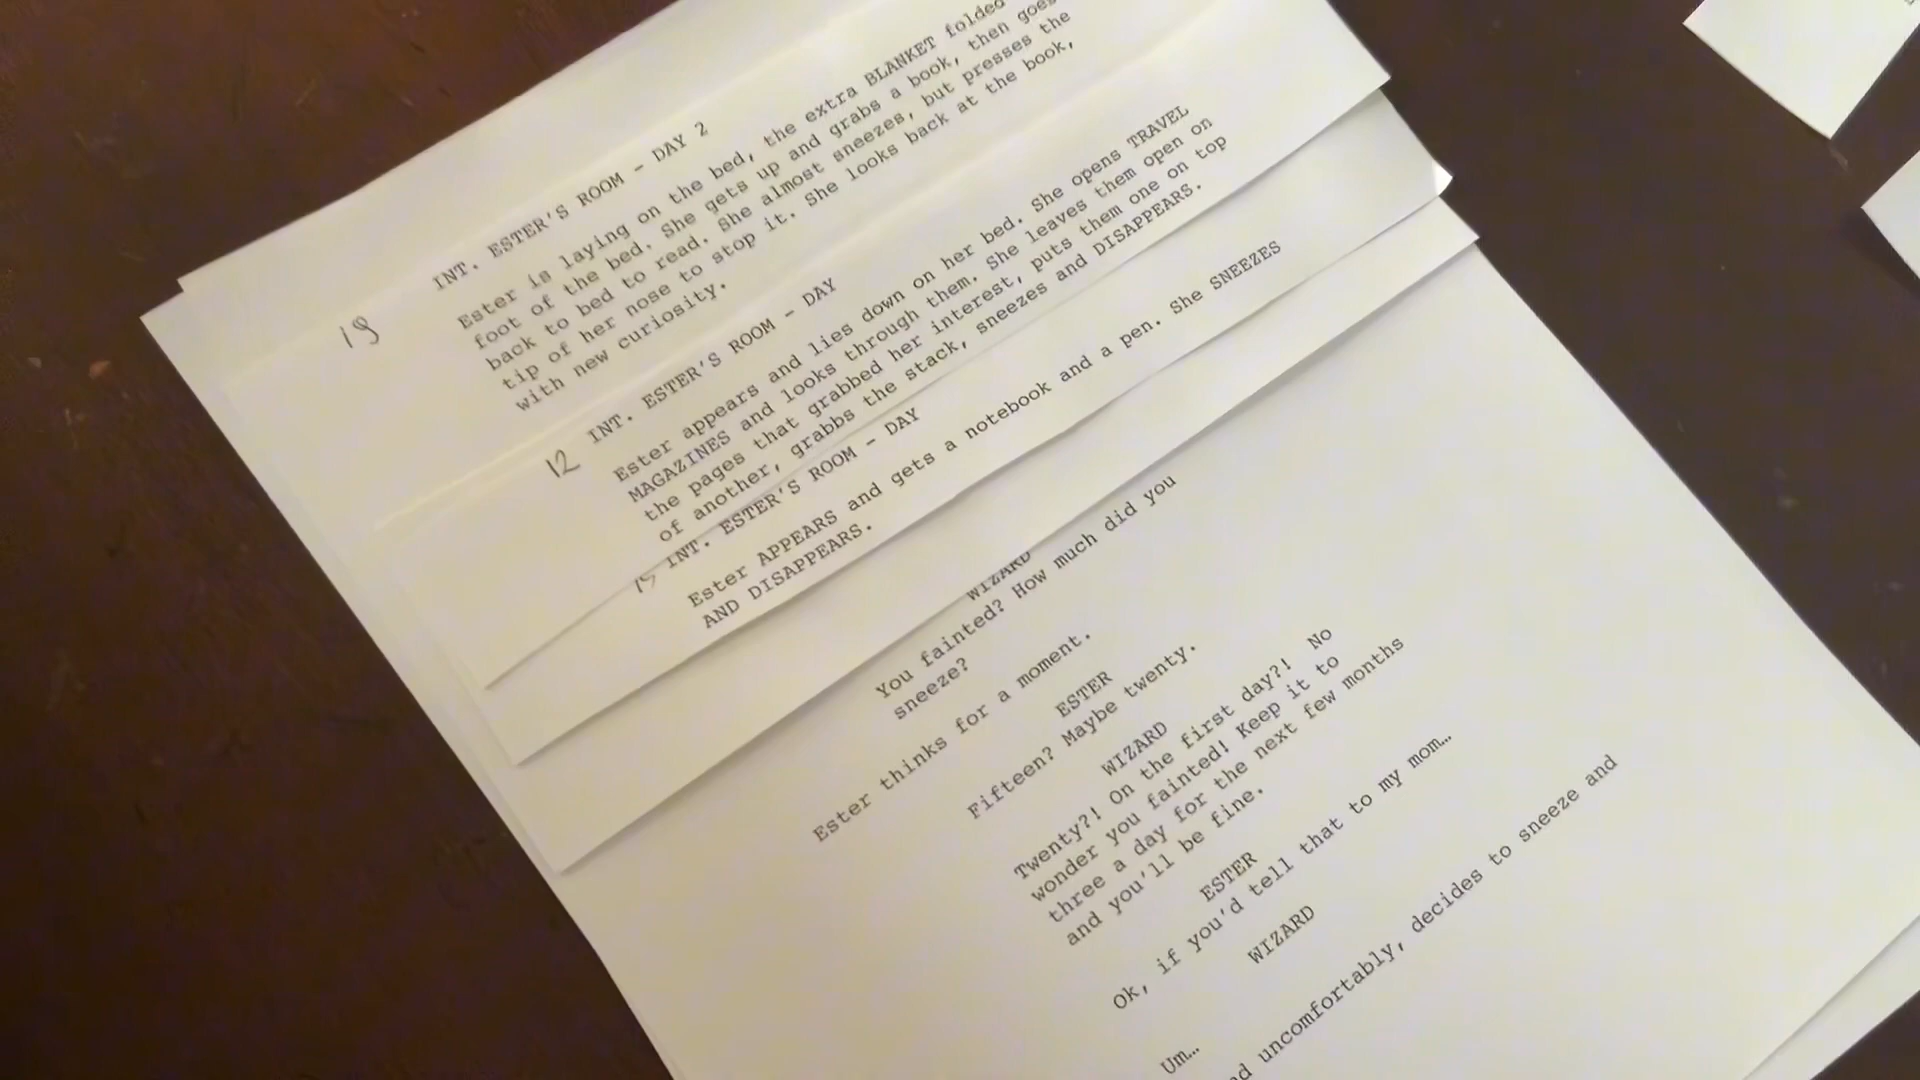 INT. ESTER'S ROOM - DAY 2
Ester is laying on the bed, the extra BLANKET folded
foot of the bed. She gets up and grabs a book, then goes
back to bed to read. She almost sneezes, but presses the
tip of her nose to stop it. She looks back at the book,
with new curiosity.
12 INT. ESTER'S ROOM - DAY
Ester appears and lies down on her bed. She opens TRAVEL
MAGAZINES and looks through them. She leaves them open on
the pages that grabbed her interest, puts them one on top
of another, grabbs the stack, sneezes and DISAPPEARS.
INT. ESTER'S ROOM - DAY
Ester APPEARS and gets a notebook and a pen. She SNEEZES
AND DISAPPEARS.
WIZARD
You fainted? How much did you
sneeze?
Ester thinks for a moment.
ESTER
Fifteen? Maybe twenty.
WIZARD
Twenty?! On the first day?! No
wonder you fainted! Keep it to
three a day for the next few months
and you'll be fine.
ESTER
Ok, if you'd tell that to my mom…
WIZARD
Um…
uncomfortably, decides to sneeze and